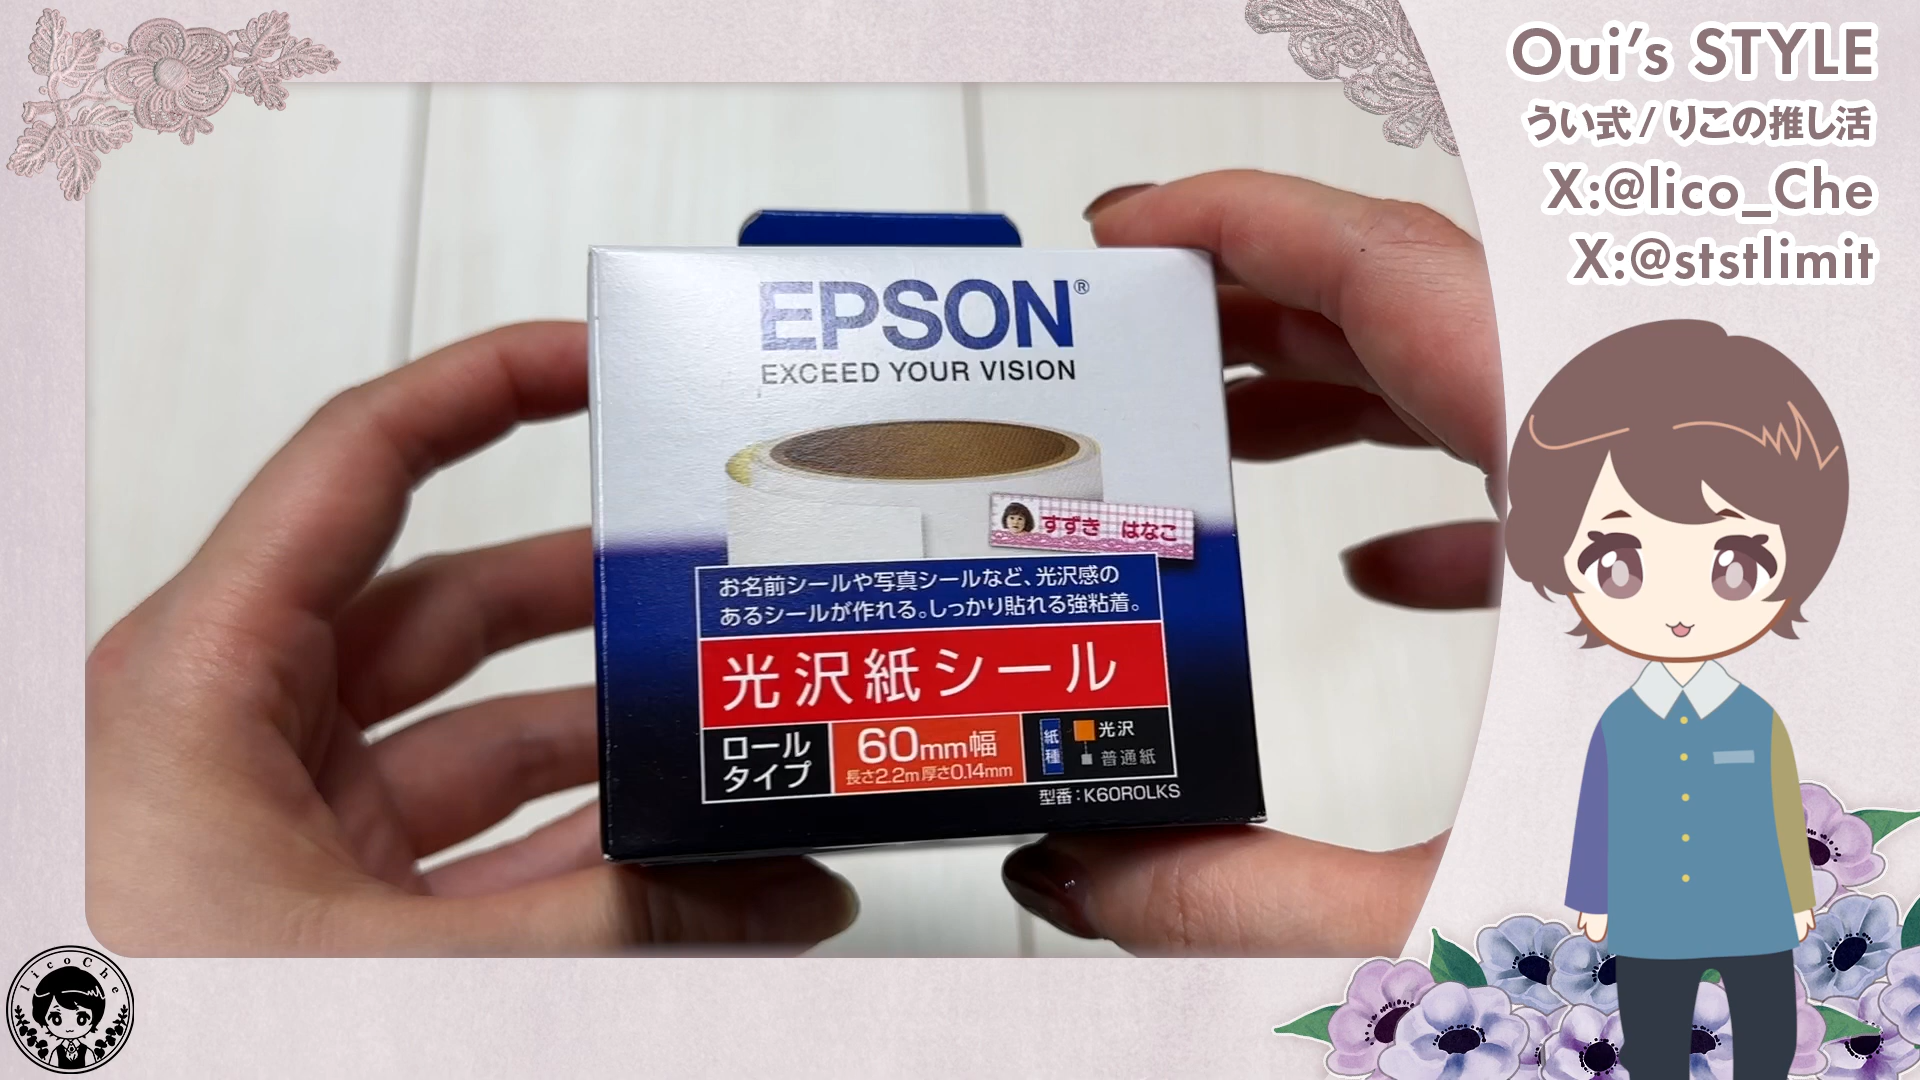 Oui's STYLE
うい式 / りこの推し活
X:@lico_Che
X:@ststlimit
EPSON®
EXCEED YOUR VISION
すずき はなこ
お名前シールや写真シールなど、光沢感の
あるシールが作れる。しっかり貼れる強粘着。
光沢紙シール
ロール
タイプ
60mm幅
長さ2.2m厚さ0.14mm
紙種
光沢
普通紙
型番:K60ROLKS
licoChe